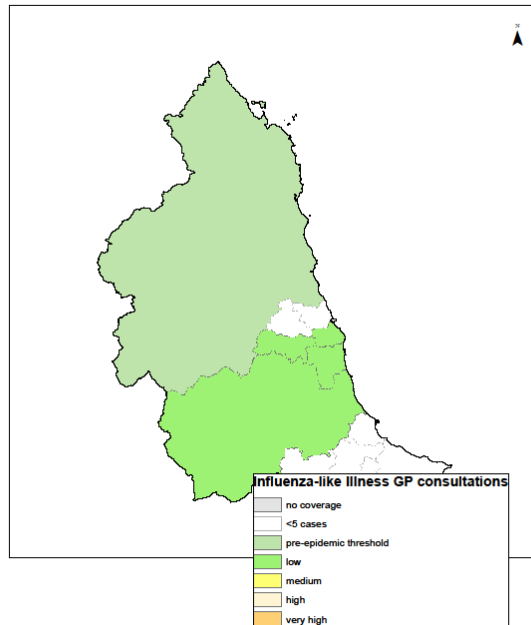 Influenza-like Illness GP consultations
no coverage
<5 cases
pre-epidemic threshold
low
medium
high
very high